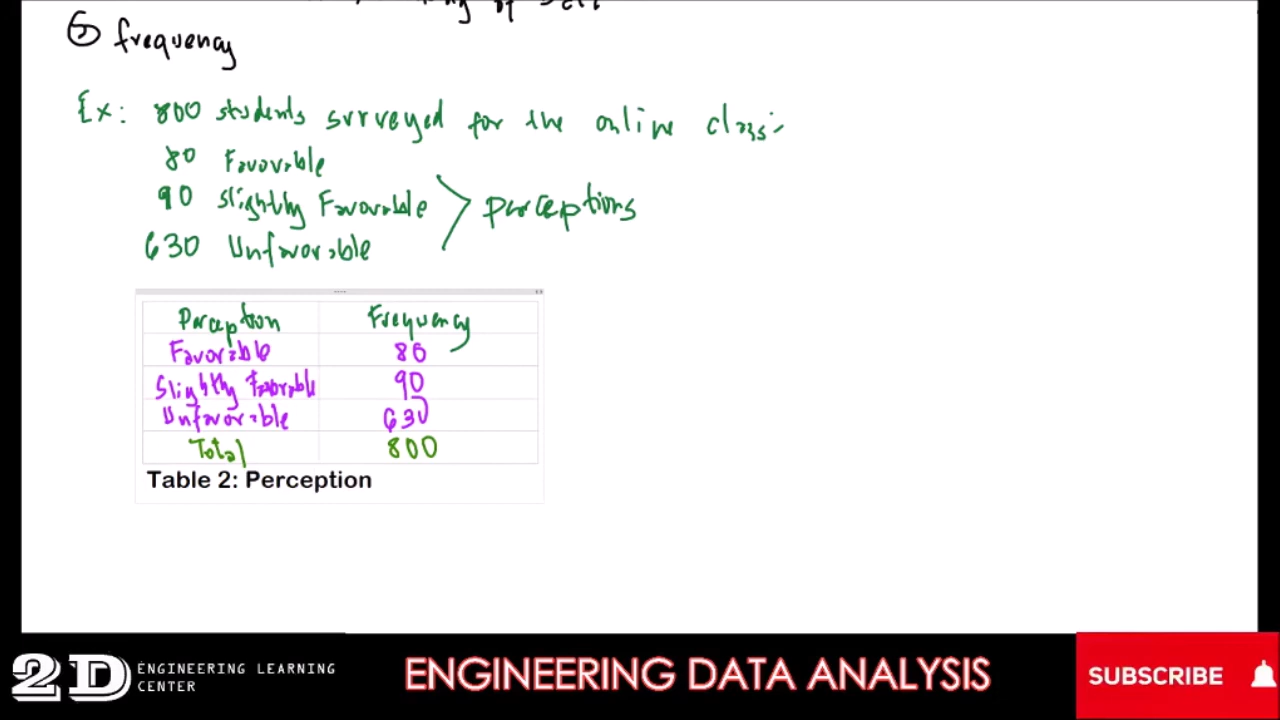 of
⑤ frequency
Ex: 800 students surveyed for the online class:
80 Favorable
90 Slightly Favorable
630 Unfavorable
perceptions
Perception Frequency
Favorable 80
Slightly Favorable 90
Unfavorable 630
Total 800
Table 2: Perception
2D ENGINEERING LEARNING CENTER
ENGINEERING DATA ANALYSIS
SUBSCRIBE